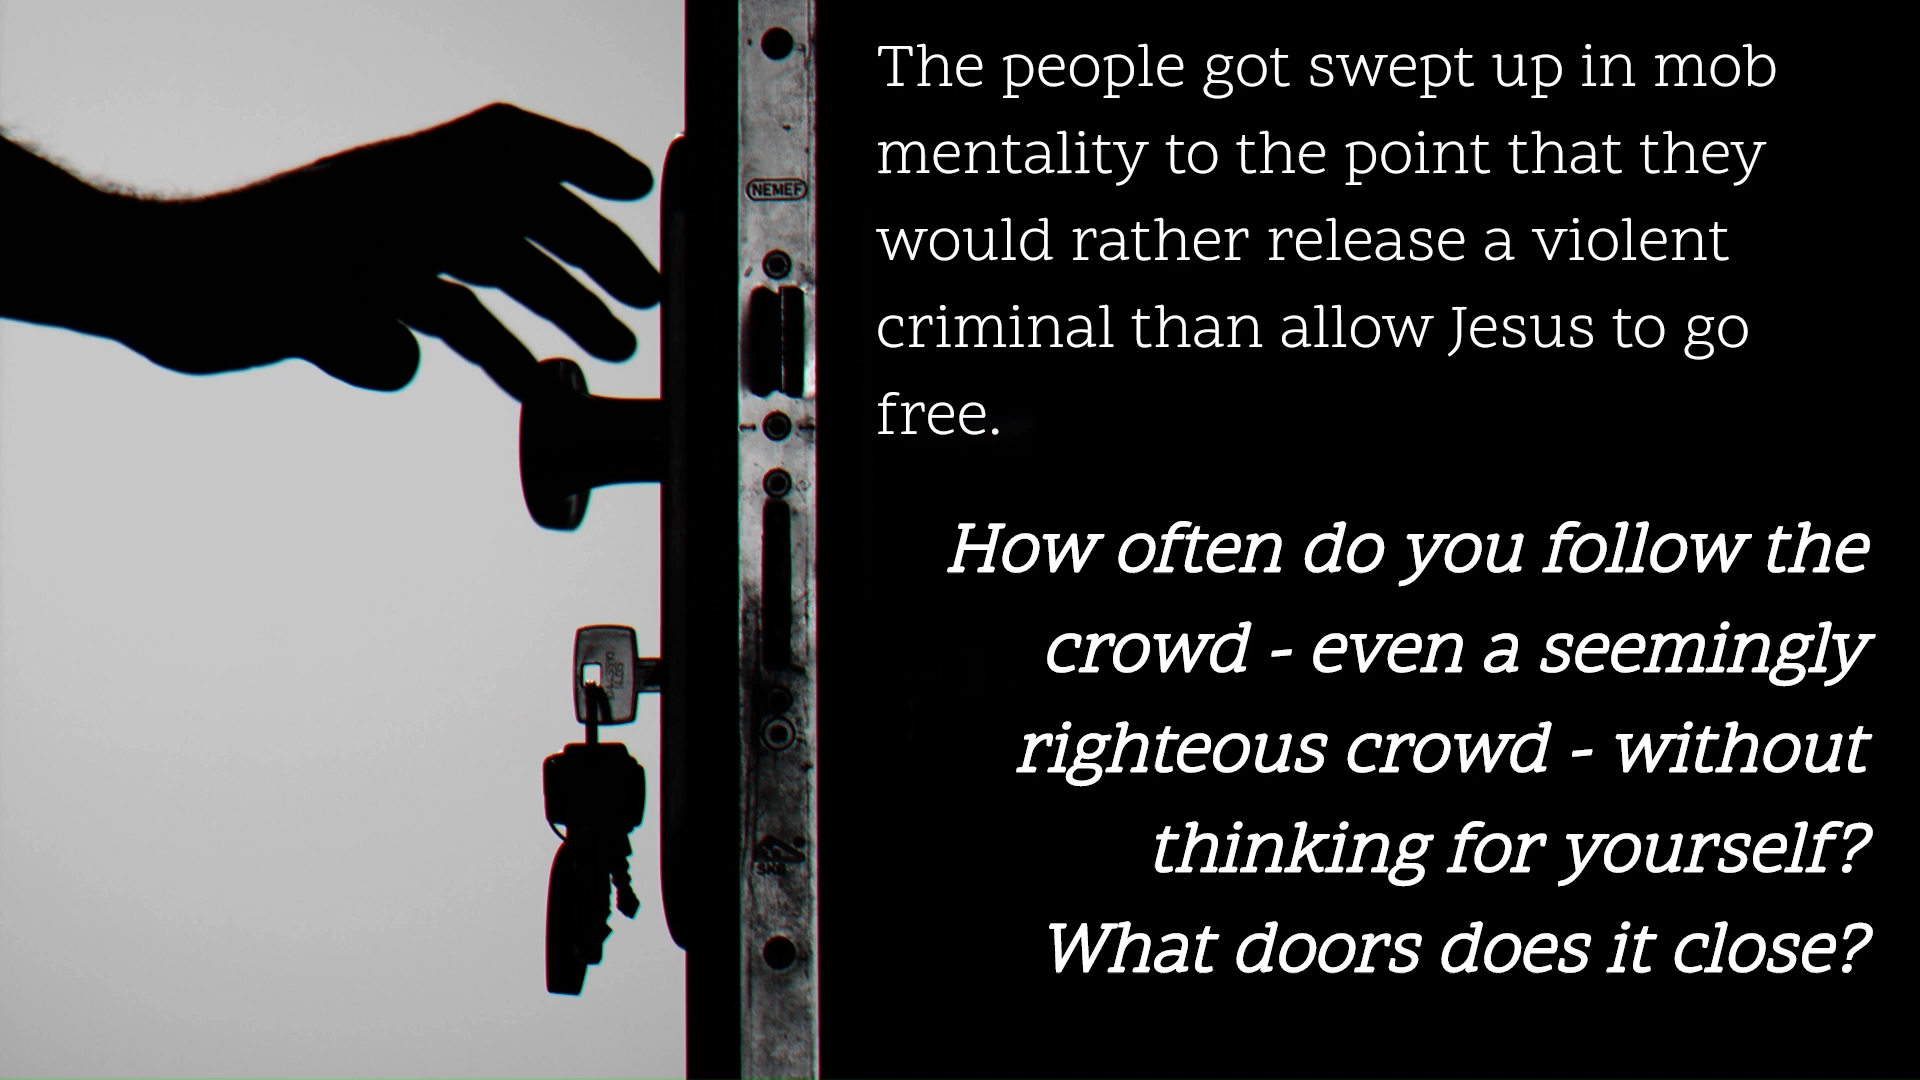 The people got swept up in mob
mentality to the point that they
would rather release a violent
criminal than allow Jesus to go
free.
How often do you follow the
crowd - even a seemingly
righteous crowd - without
thinking for yourself?
What doors does it close?
NEMEF